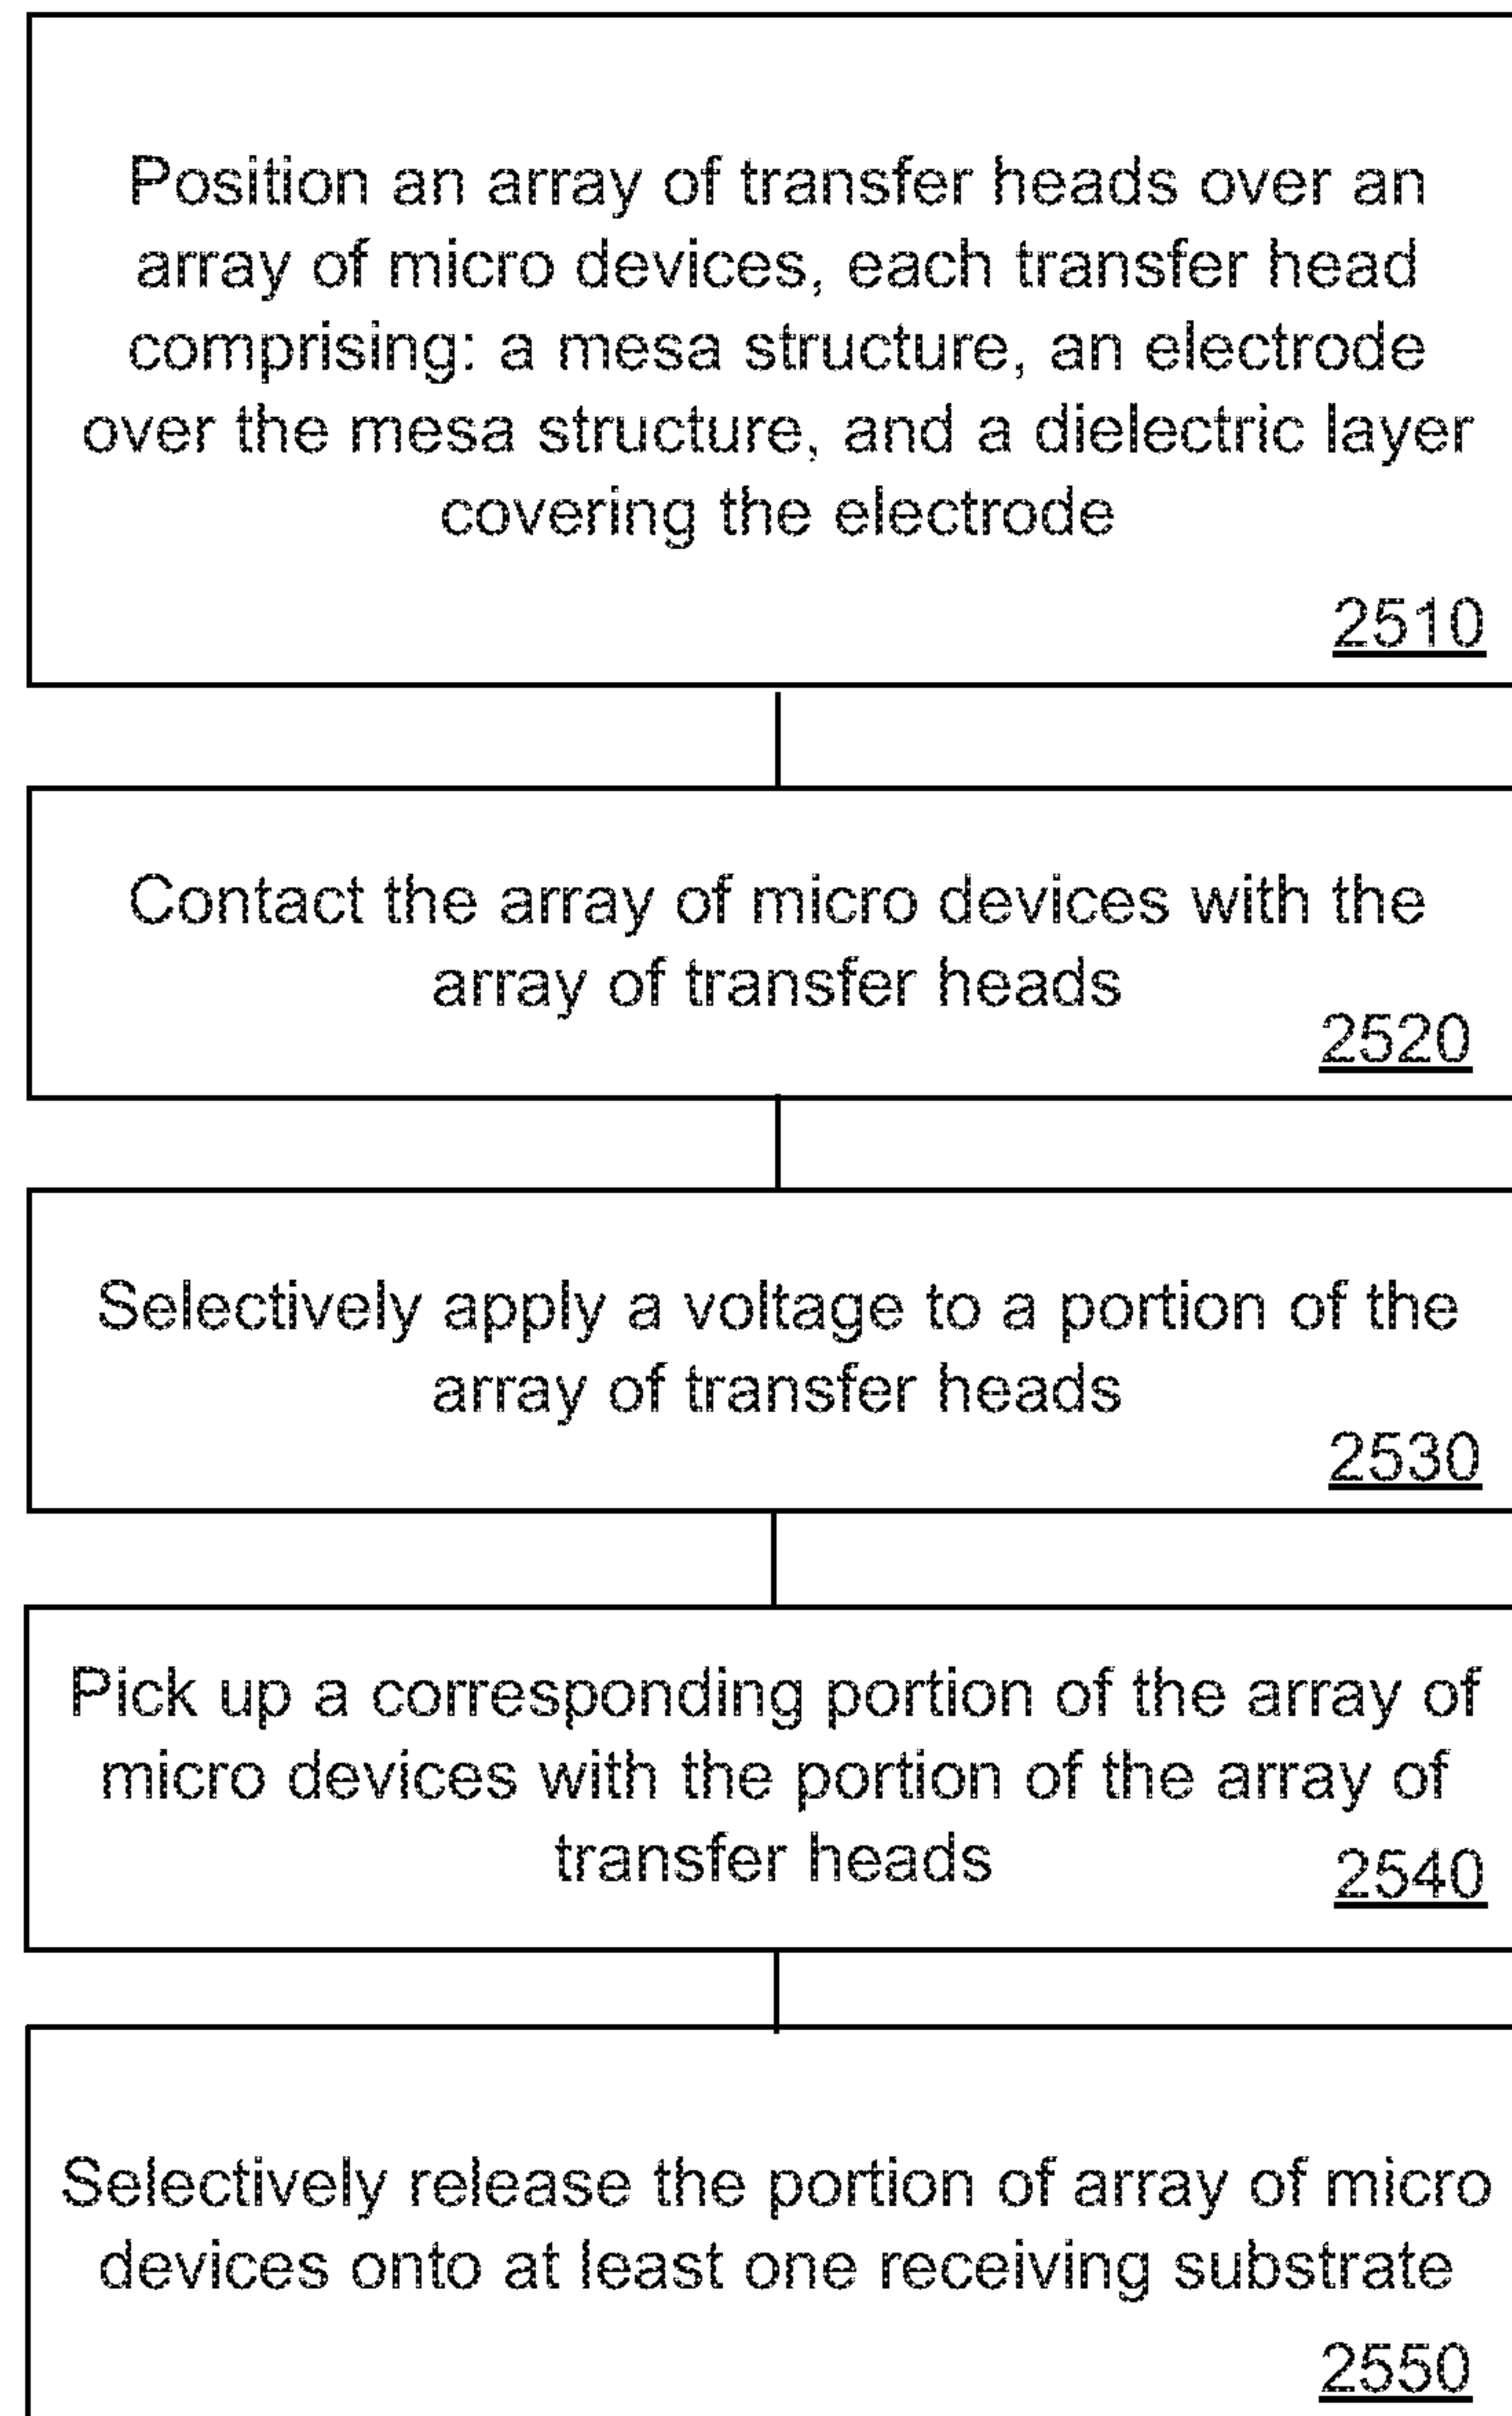 Position an array of transfer heads over an
array of micro devices, each transfer head
comprising: a mesa structure, an electrode
over the mesa structure, and a dielectric layer
covering the electrode
2510
Contact the array of micro devices with the
array of transfer heads
2520
Selectively apply a voltage to a portion of the
array of transfer heads
2530
Pick up a corresponding portion of the array of
micro devices with the portion of the array of
transfer heads
2540
Selectively release the portion of array of micro
devices onto at least one receiving substrate
2550